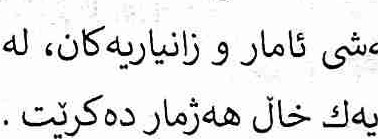 ەشی ئامار و زانیاریەکان، لە
یەك خاڵ هەژمار دەکرێت .